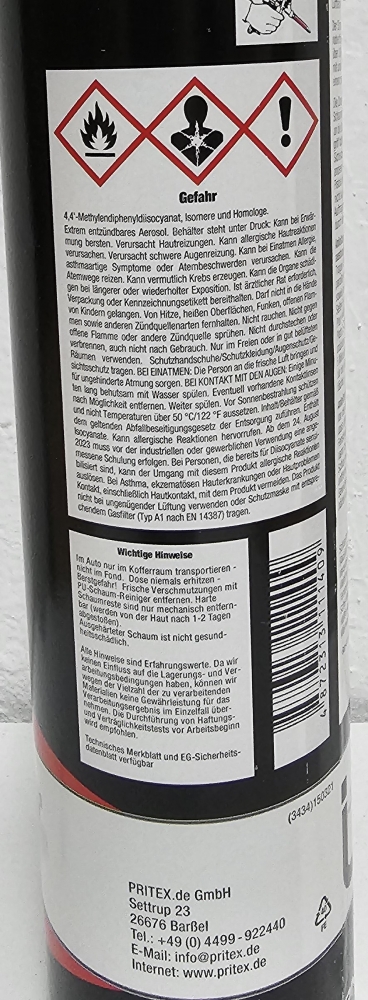 Gefahr
4,4'-Methylendiphenyldiisocyanat, Isomere und Homologe.
Extrem entzündbares Aerosol. Behälter steht unter Druck: Kann bei Erwär-
mung bersten. Verursacht Hautreizungen. Kann allergische Hautreaktionen
verursachen. Verursacht schwere Augenreizung. Kann bei Einatmen Allergie,
asthmaartige Symptome oder Atembeschwerden verursachen. Kann die
Atemwege reizen. Kann vermutlich Krebs erzeugen. Kann die Organe schädi-
gen bei längerer oder wiederholter Exposition. Ist ärztlicher Rat erforderlich,
Verpackung oder Kennzeichnungsetikett bereithalten. Darf nicht in die Hände
von Kindern gelangen. Von Hitze, heißen Oberflächen, Funken, offenen Flam-
men sowie anderen Zündquellenarten fernhalten. Nicht rauchen. Nicht gegen
offene Flamme oder andere Zündquelle sprühen. Nicht durchstechen oder
verbrennen, auch nicht nach Gebrauch. Nur im Freien oder in gut belüfteten
Räumen verwenden. Schutzhandschuhe/Schutzkleidung/Augenschutz/Ge-
sichtsschutz tragen. BEI EINATMEN: Die Person an die frische Luft bringen und
für ungehinderte Atmung sorgen. BEI KONTAKT MIT DEN AUGEN: Einige Minu-
ten lang behutsam mit Wasser spülen. Eventuell vorhandene Kontaktlinsen
nach Möglichkeit entfernen. Weiter spülen. Vor Sonnenbestrahlung schützen
und nicht Temperaturen über 50 °C/122 °F aussetzen. Inhalt/Behälter gemäß
dem geltenden Abfallbeseitigungsgesetz der Entsorgung zuführen. Enthält
Isocyanate. Kann allergische Reaktionen hervorrufen. Ab dem 24. August
2023 muss vor der industriellen oder gewerblichen Verwendung eine ange-
messene Schulung erfolgen. Bei Personen, die bereits für Diisocyanate sensi-
bilisiert sind, kann der Umgang mit diesem Produkt allergische Reaktionen
auslösen. Bei Asthma, ekzematösen Hauterkrankungen oder Hautproblemen
Kontakt, einschließlich Hautkontakt, mit dem Produkt vermeiden. Das Produkt
nicht bei ungenügender Lüftung verwenden oder Schutzmaske mit entspre-
chendem Gasfilter (Typ A1 nach EN 14387) tragen.
Wichtige Hinweise
Im Auto nur im Kofferraum transportieren -
nicht im Fond. Dose niemals erhitzen -
Berstgefahr! Frische Verschmutzungen mit
PU-Schaum-Reiniger entfernen. Harte
Schaumreste sind nur mechanisch entfern-
bar (werden von der Haut nach 1-2 Tagen
abgestoßen).
Ausgehärteter Schaum ist nicht gesund-
heitsschädlich.
Alle Hinweise sind Erfahrungswerte. Da wir
keinen Einfluss auf die Lagerungs- und Ver-
arbeitungsbedingungen haben, können wir
wegen der Vielzahl der zu verarbeitenden
Materialien keine Gewährleistung für das
Verarbeitungsergebnis im Einzelfall über-
nehmen. Die Durchführung von Haftungs-
und Verträglichkeitstests vor Arbeitsbeginn
wird empfohlen.
Technisches Merkblatt und EG-Sicherheits-
datenblatt verfügbar
(3434)150321
PRITEX.de GmbH
Settrup 23
26676 Barßel
Tel.: +49 (0) 4499-922440
E-Mail: info@pritex.de
Internet: www.pritex.de
PE